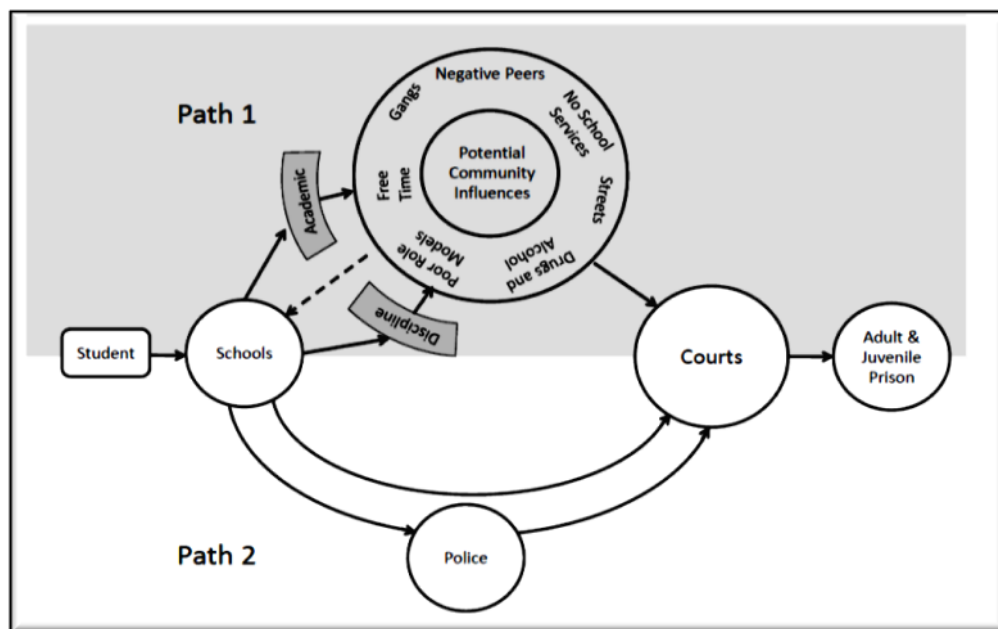 Path 1
Negative Peers
Gangs
No School
Services
Potential
Community
Influences
Free
Time
Streets
Academic
Poor Role
Models
Drugs and
Alcohol
Discipline
Student
Schools
Courts
Adult &
Juvenile
Prison
Path 2
Police